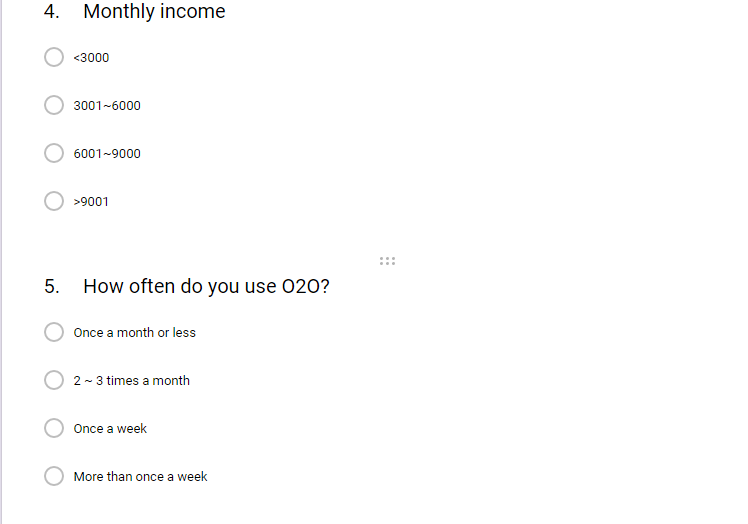 4. Monthly income
<3000
3001~6000
6001~9000
>9001
5. How often do you use O2O?
Once a month or less
2 ~ 3 times a month
Once a week
More than once a week